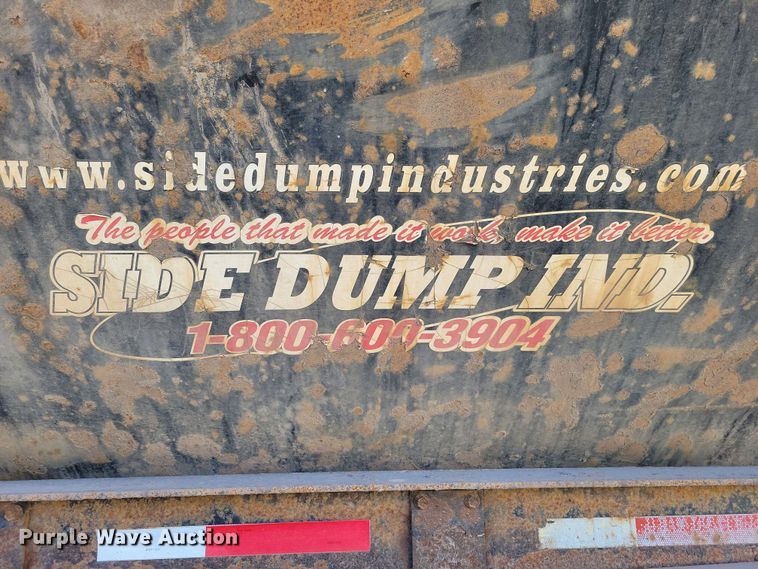 www.sidedumpindustries.com
The people that made it work, make it better.
SIDE DUMP IND.
1-800-600-3904
Purple Wave Auction